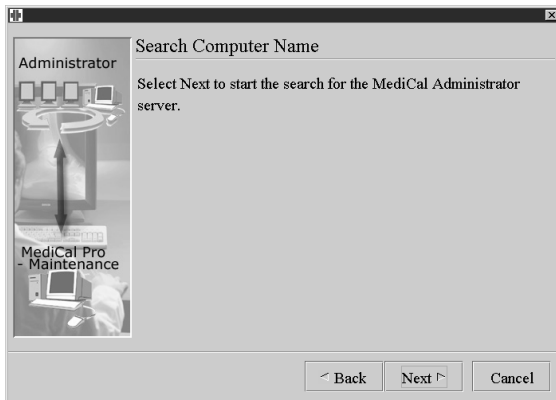 Search Computer Name
Administrator
Select Next to start the search for the MediCal Administrator
server.
MediCal Pro
- Maintenance
Back
Next
Cancel